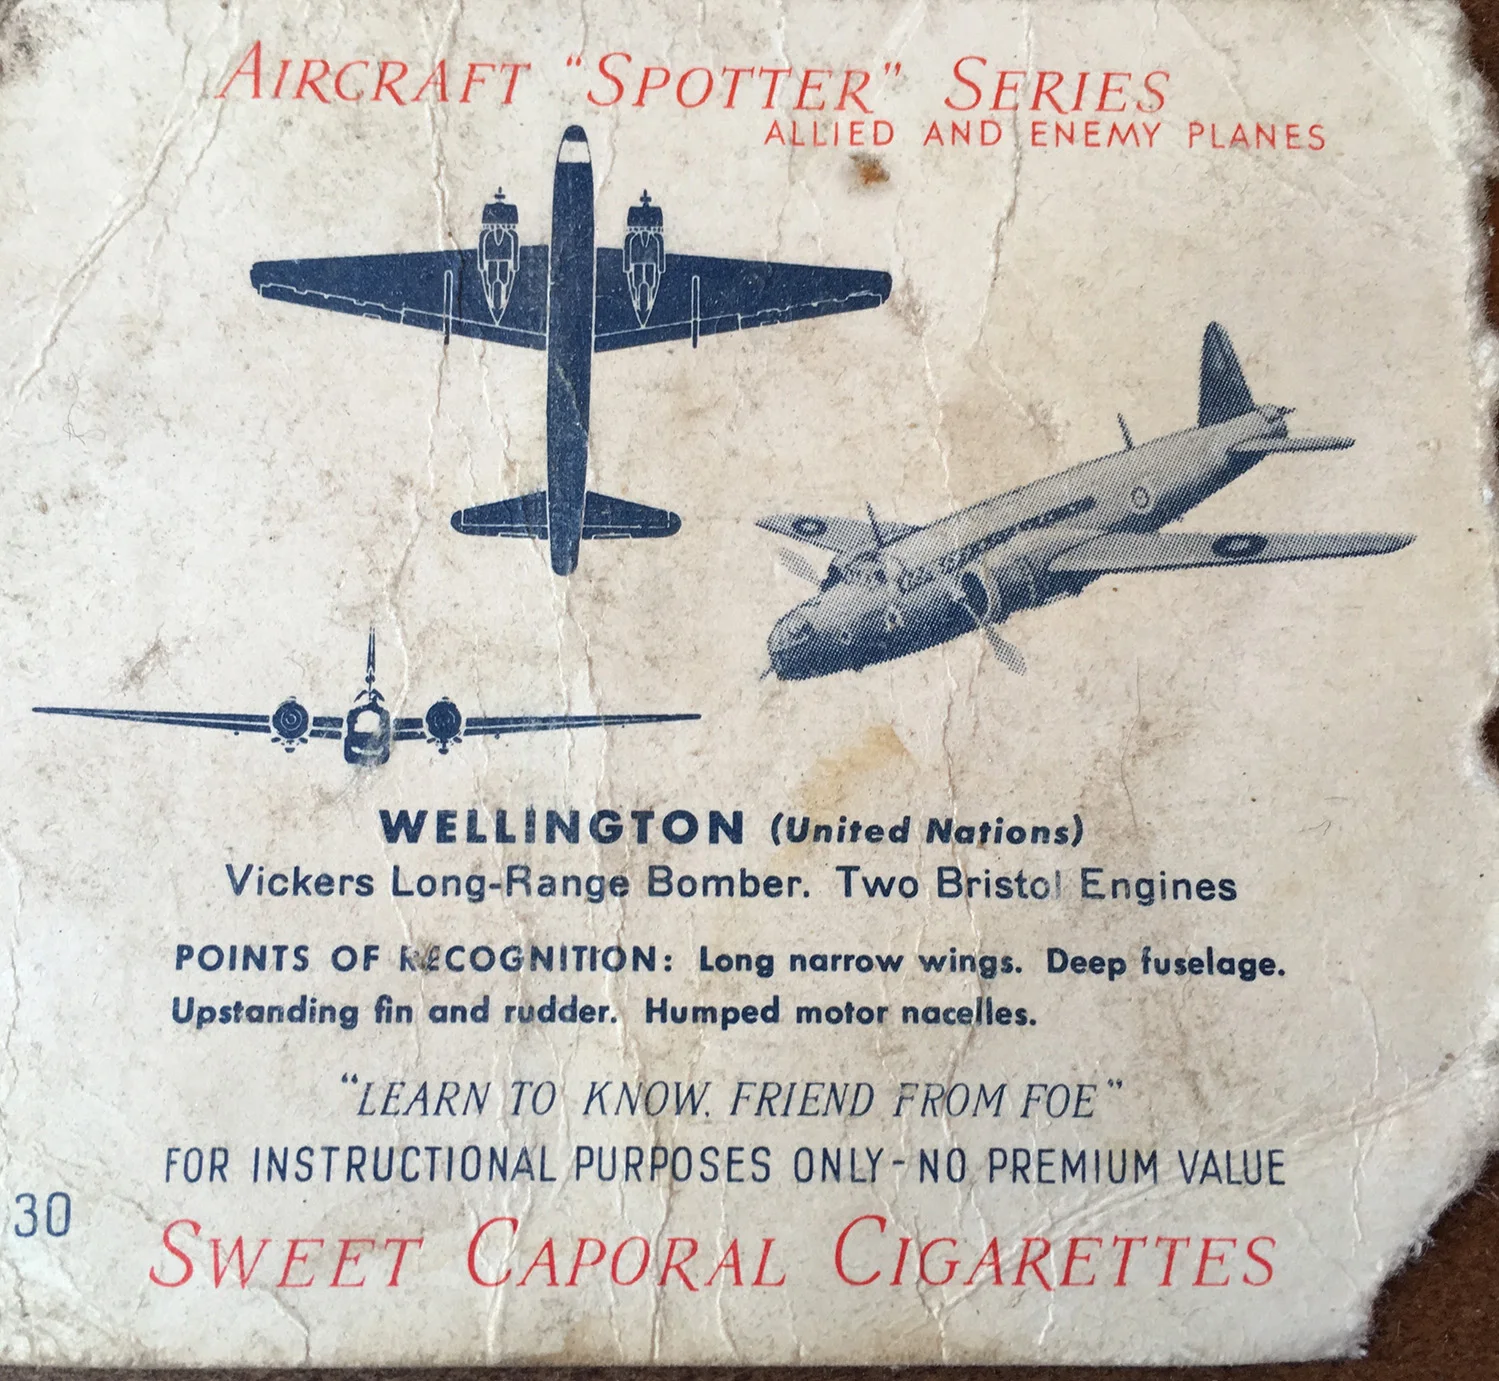 AIRCRAFT "SPOTTER" SERIES
ALLIED AND ENEMY PLANES
WELLINGTON (United Nations)
Vickers Long-Range Bomber. Two Bristol Engines
POINTS OF RECOGNITION: Long narrow wings. Deep fuselage.
Upstanding fin and rudder. Humped motor nacelles.
"LEARN TO KNOW, FRIEND FROM FOE"
FOR INSTRUCTIONAL PURPOSES ONLY-NO PREMIUM VALUE
30
SWEET CAPORAL CIGARETTES